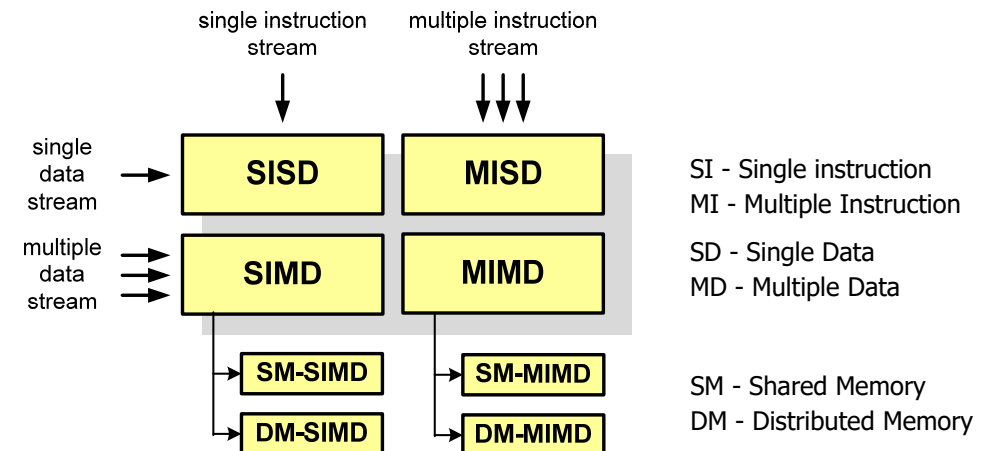 single instruction
stream
multiple instruction
stream
single
data
stream
SISD
MISD
SI - Single instruction
MI - Multiple Instruction
multiple
data
stream
SIMD
MIMD
SD - Single Data
MD - Multiple Data
SM-SIMD
SM-MIMD
DM-SIMD
DM-MIMD
SM - Shared Memory
DM - Distributed Memory